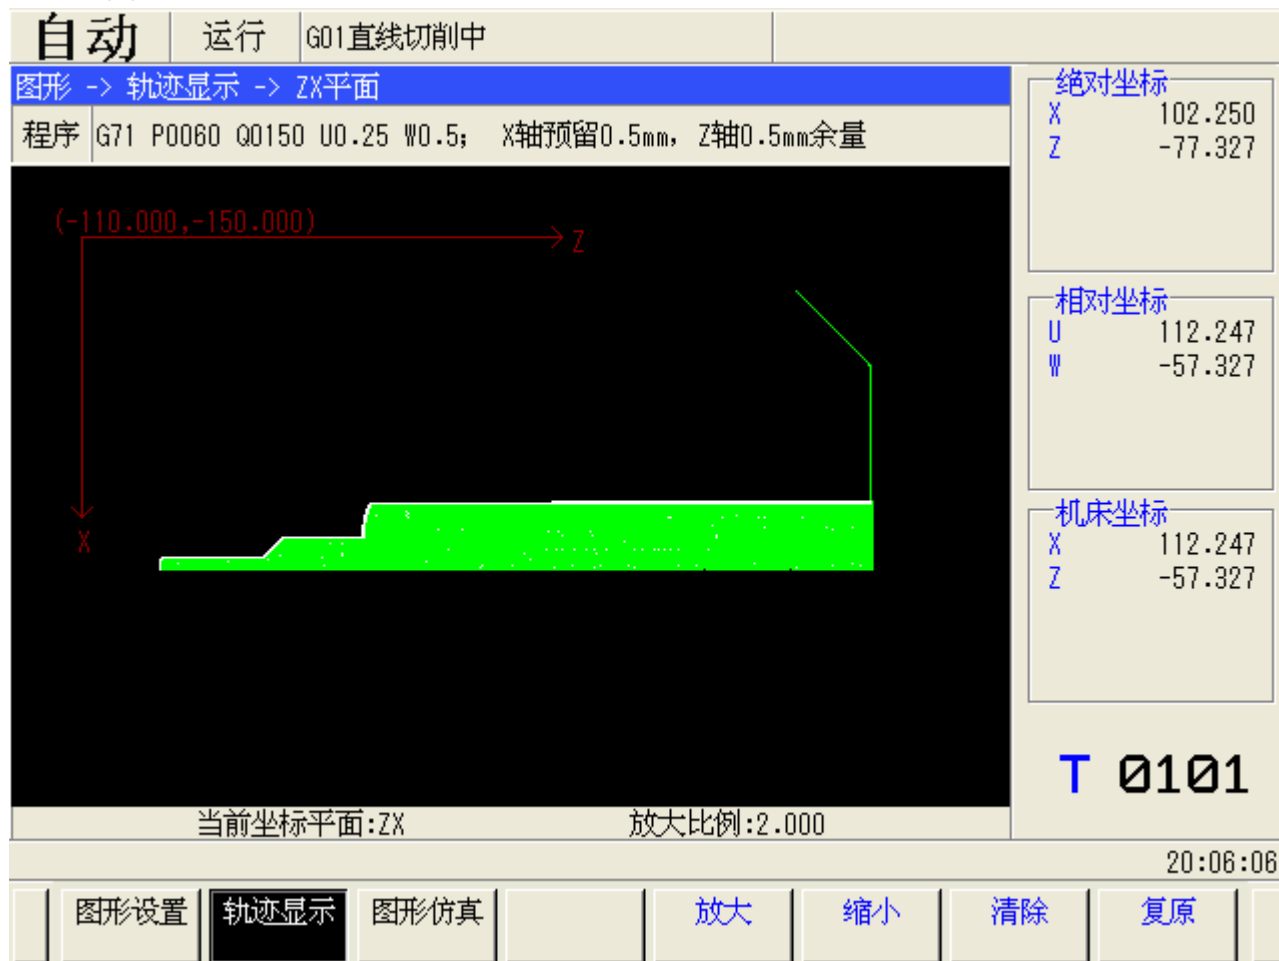 自动 运行 G01直线切削中
图形 -> 轨迹显示 -> ZX平面
程序 G71 P0060 Q0150 U0.25 W0.5; X轴预留0.5mm, Z轴0.5mm余量
(-110.000,-150.000)
Z
X
当前坐标平面:ZX 放大比例:2.000
绝对坐标
X 102.250
Z -77.327
相对坐标
U 112.247
W -57.327
机床坐标
X 112.247
Z -57.327
T 0101
20:06:06
图形设置 轨迹显示 图形仿真 放大 缩小 清除 复原